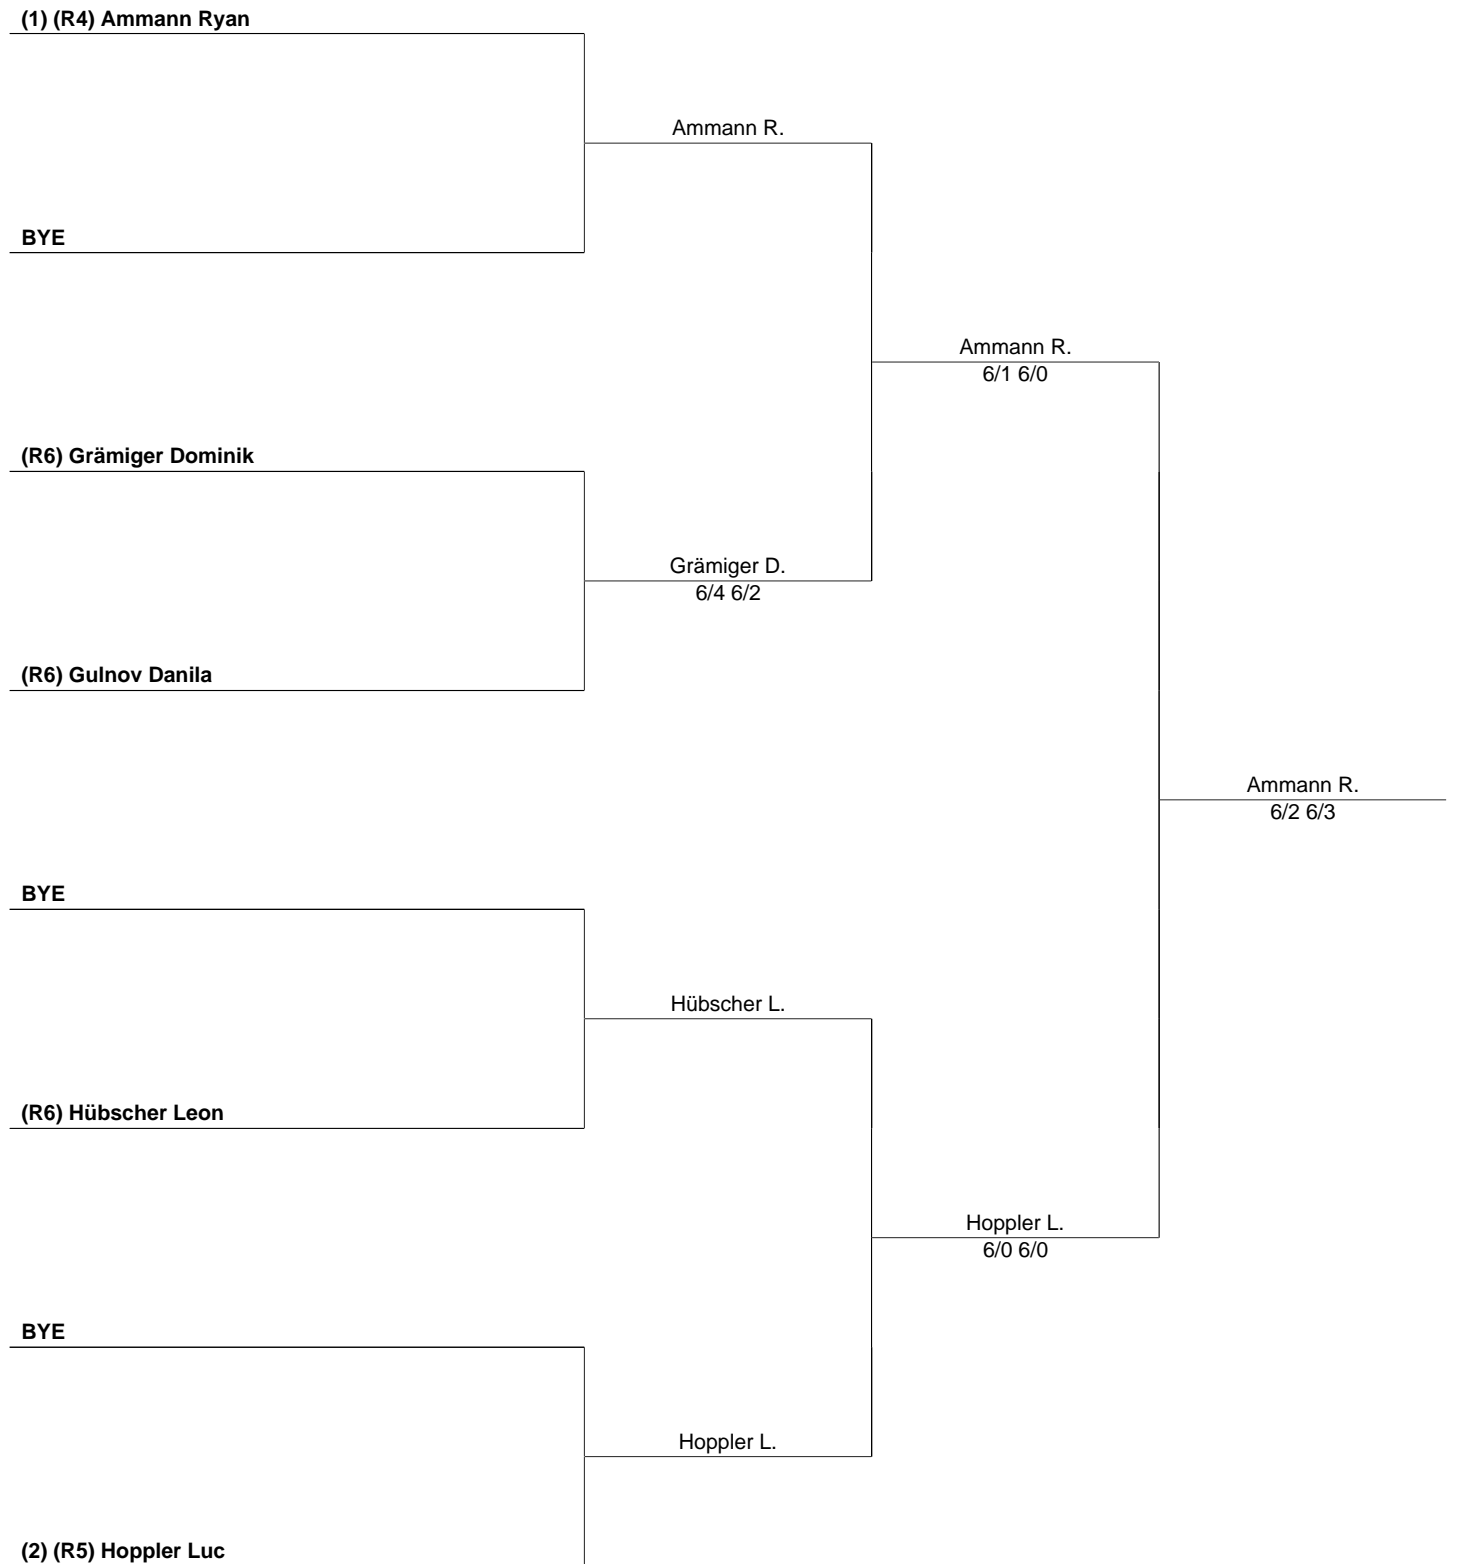 (1) (R4) Ammann Ryan
Ammann R.
BYE
Ammann R.
6/1 6/0
(R6) Grämiger Dominik
Grämiger D.
6/4 6/2
(R6) Gulnov Danila
Ammann R.
6/2 6/3
BYE
Hübscher L.
(R6) Hübscher Leon
Hoppler L.
6/0 6/0
BYE
Hoppler L.
(2) (R5) Hoppler Luc